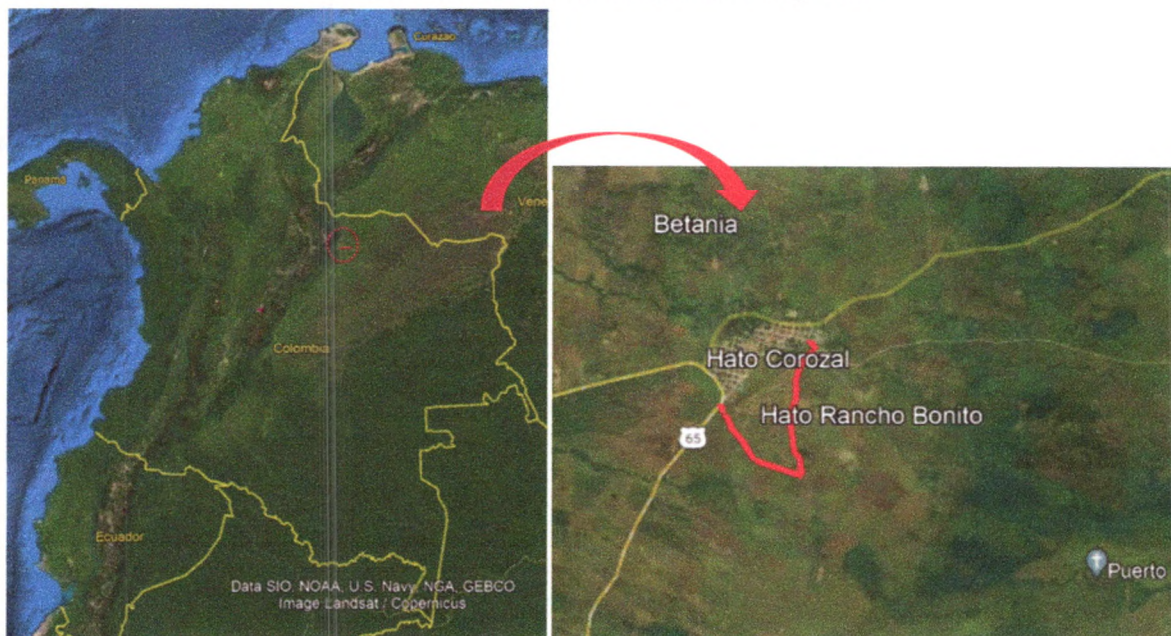 Curazao
Panamá
Vene
Colombia
Ecuador
Data SIO, NOAA, U.S. Navy, NGA, GEBCO
Image Landsat / Copernicus
Betania
Hato Corozal
Hato Rancho Bonito
65
Puerto